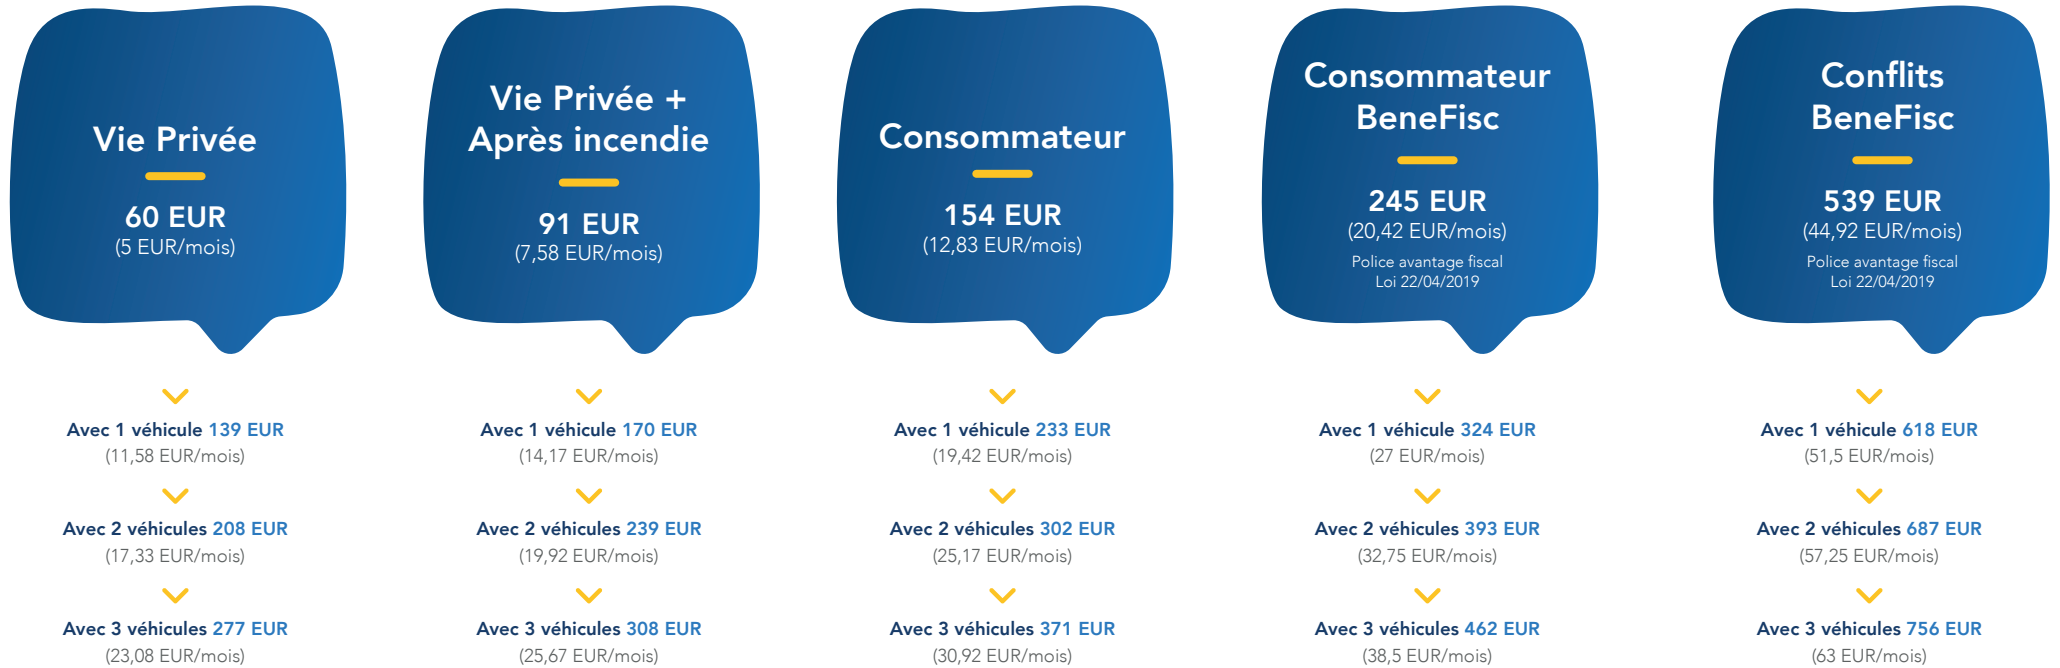 Vie Privée
60 EUR
(5 EUR/mois)
Avec 1 véhicule 139 EUR
(11,58 EUR/mois)
Avec 2 véhicules 208 EUR
(17,33 EUR/mois)
Avec 3 véhicules 277 EUR
(23,08 EUR/mois)
Vie Privée +
Après incendie
91 EUR
(7,58 EUR/mois)
Avec 1 véhicule 170 EUR
(14,17 EUR/mois)
Avec 2 véhicules 239 EUR
(19,92 EUR/mois)
Avec 3 véhicules 308 EUR
(25,67 EUR/mois)
Consommateur
154 EUR
(12,83 EUR/mois)
Avec 1 véhicule 233 EUR
(19,42 EUR/mois)
Avec 2 véhicules 302 EUR
(25,17 EUR/mois)
Avec 3 véhicules 371 EUR
(30,92 EUR/mois)
Consommateur
BeneFisc
245 EUR
(20,42 EUR/mois)
Police avantage fiscal
Loi 22/04/2019
Avec 1 véhicule 324 EUR
(27 EUR/mois)
Avec 2 véhicules 393 EUR
(32,75 EUR/mois)
Avec 3 véhicules 462 EUR
(38,5 EUR/mois)
Conflits
BeneFisc
539 EUR
(44,92 EUR/mois)
Police avantage fiscal
Loi 22/04/2019
Avec 1 véhicule 618 EUR
(51,5 EUR/mois)
Avec 2 véhicules 687 EUR
(57,25 EUR/mois)
Avec 3 véhicules 756 EUR
(63 EUR/mois)